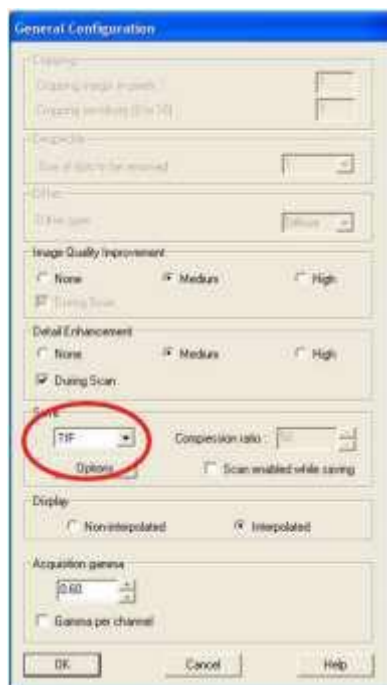 General Configuration
Cropping
Cropping margin in pixels :
Cropping sensitivity (0 to 10)
Despeckle
Size of dots to be removed
Dither
Dither type
Diffusion
Image Quality Improvement
None Medium High
During Scan
Detail Enhancement
None Medium High
During Scan
Save
TIF Compression ratio :
Options Scan enabled while saving
Display
Non-interpolated Interpolated
Acquisition gamma
0.60
Gamma per channel
OK Cancel Help